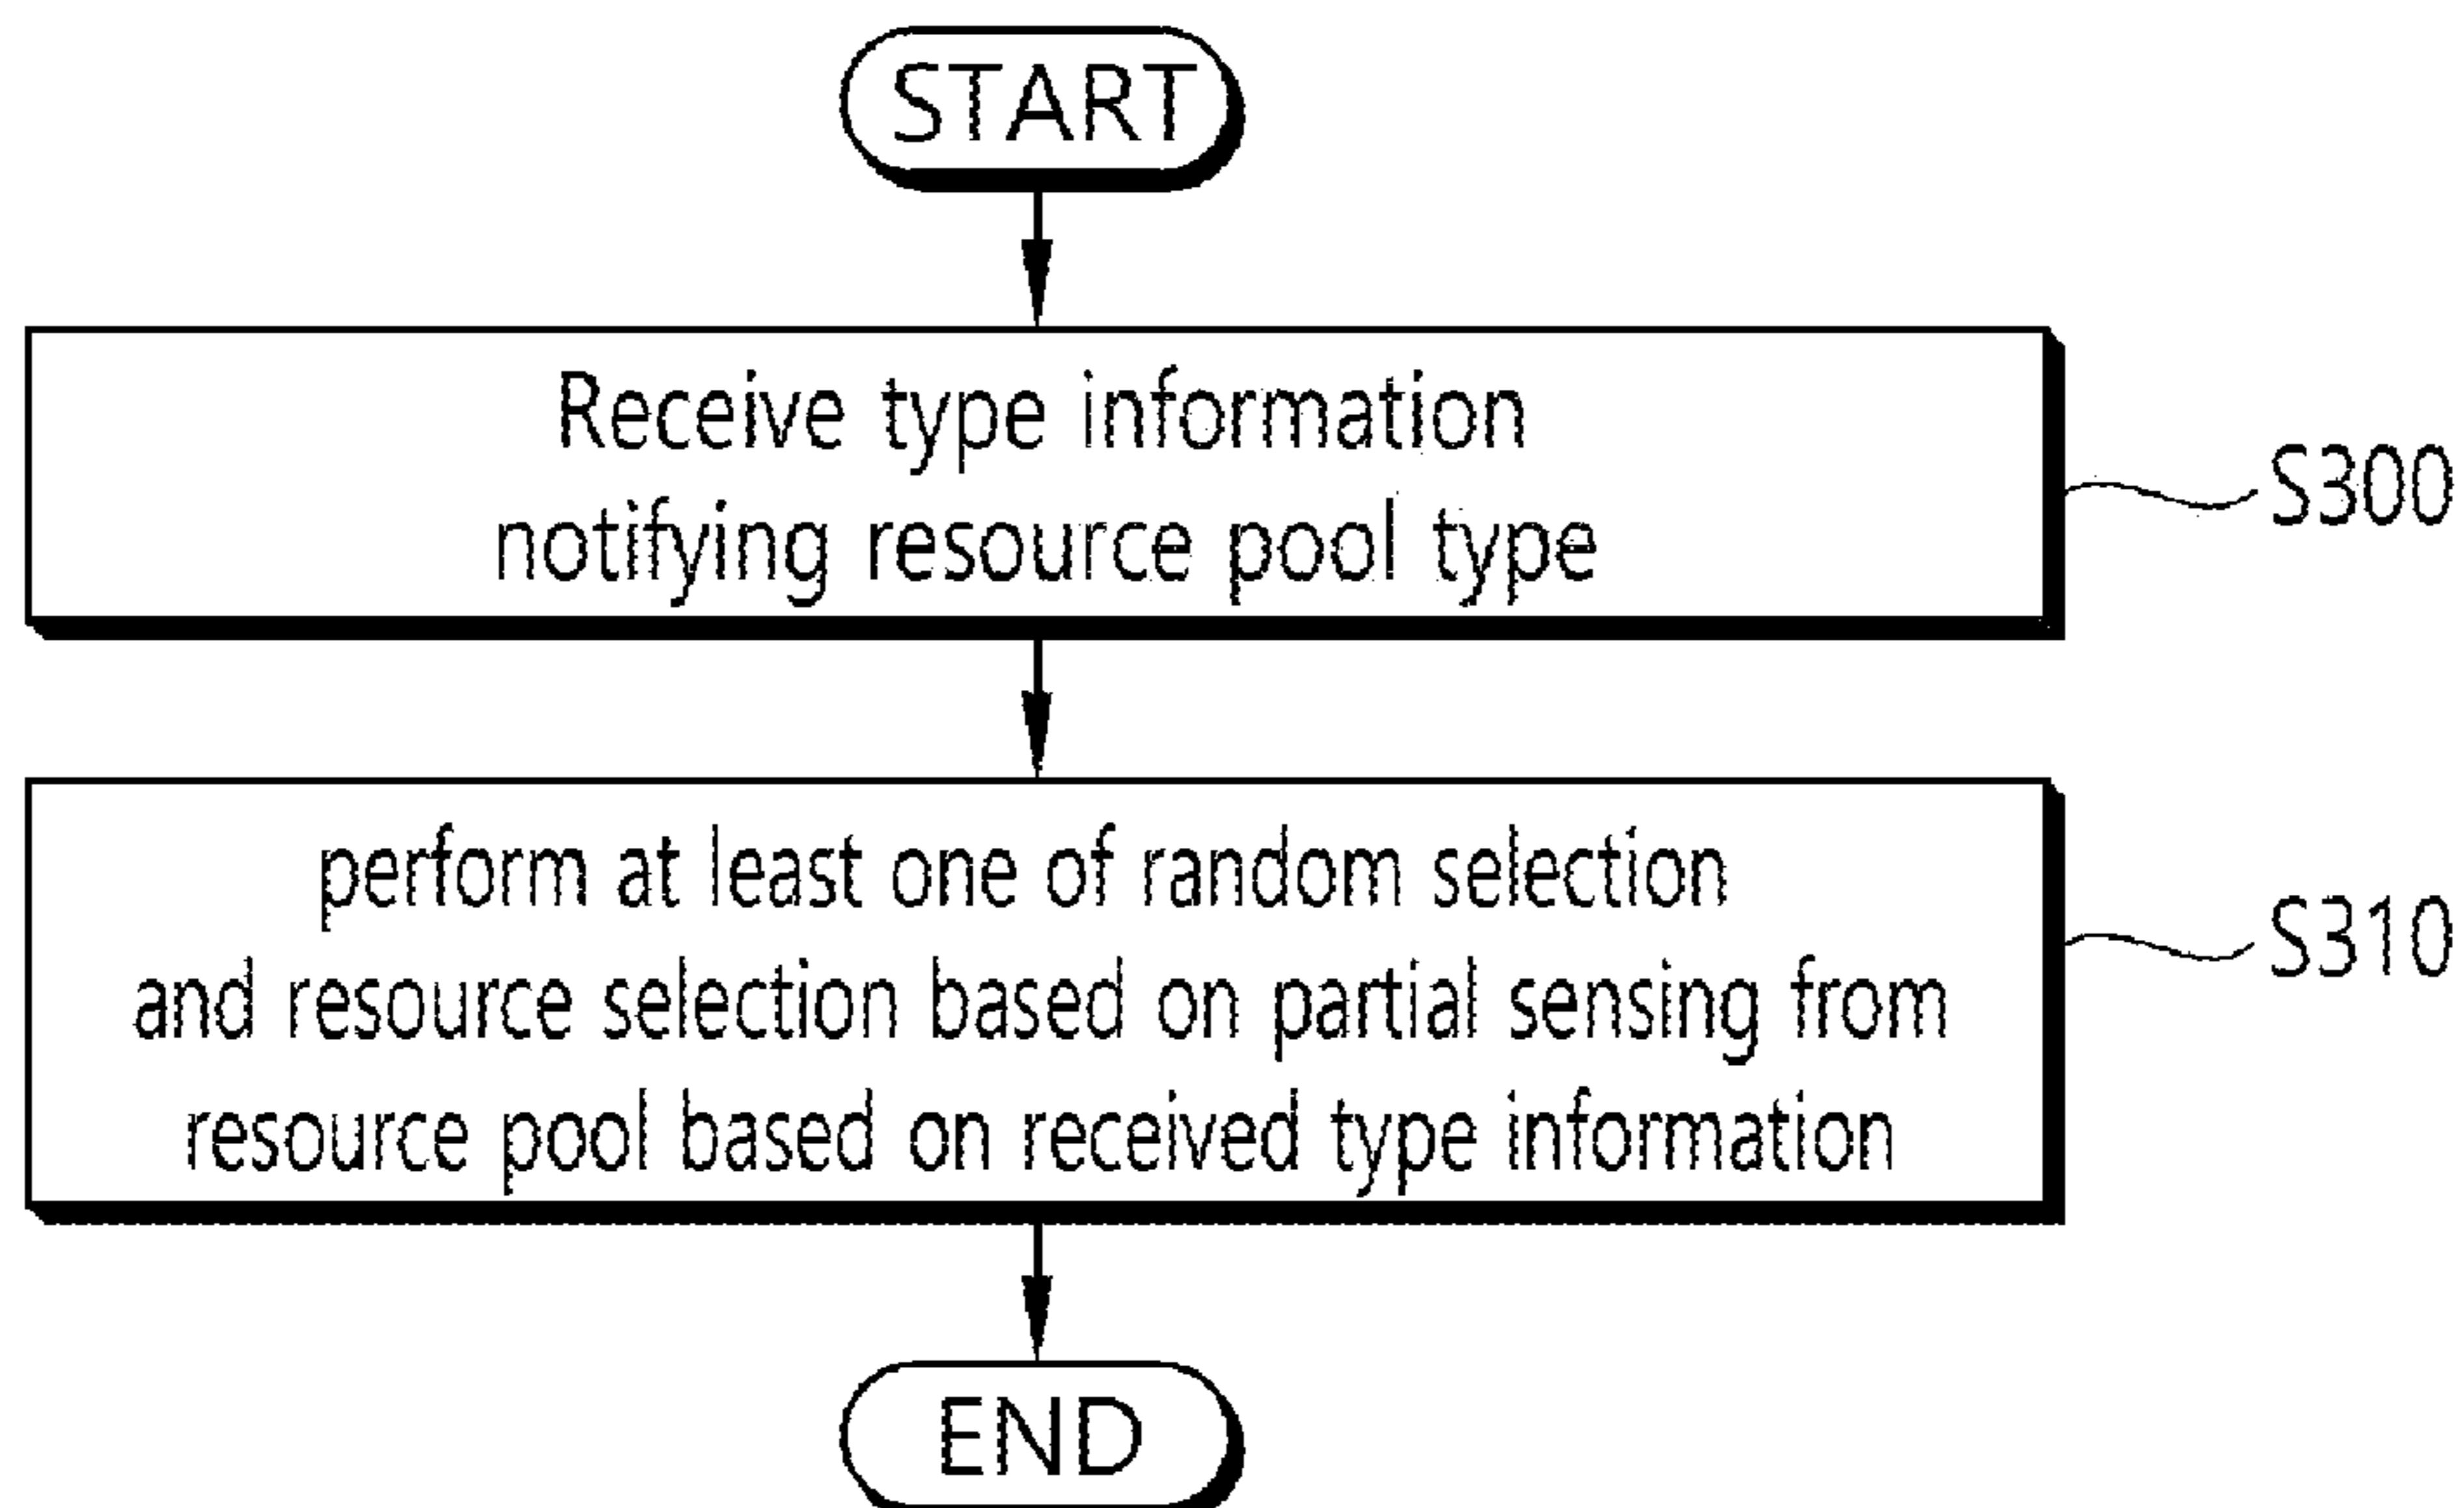 START
Receive type information
notifying resource pool type
S300
perform at least one of random selection
and resource selection based on partial sensing from
resource pool based on received type information
S310
END